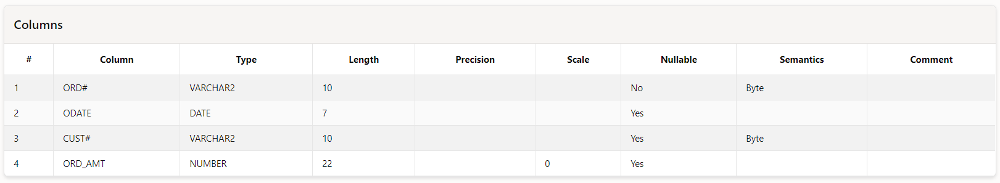 Columns
# Column Type Length Precision Scale Nullable Semantics Comment
1 ORD# VARCHAR2 10 No Byte
2 ODATE DATE 7 Yes
3 CUST# VARCHAR2 10 Yes Byte
4 ORD_AMT NUMBER 22 0 Yes